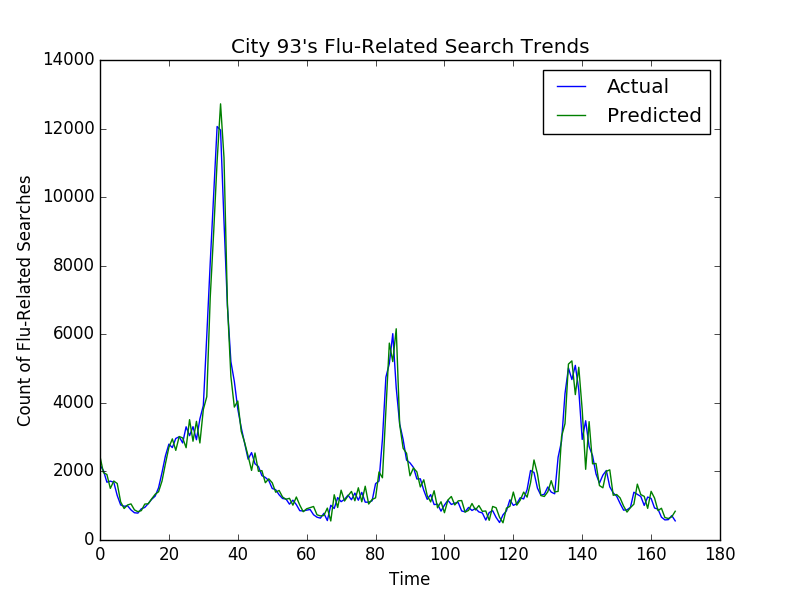 City 93's Flu-Related Search Trends
14000
12000
10000
8000
6000
4000
2000
0
Count of Flu-Related Searches
Actual
Predicted
0 20 40 60 80 100 120 140 160 180
Time